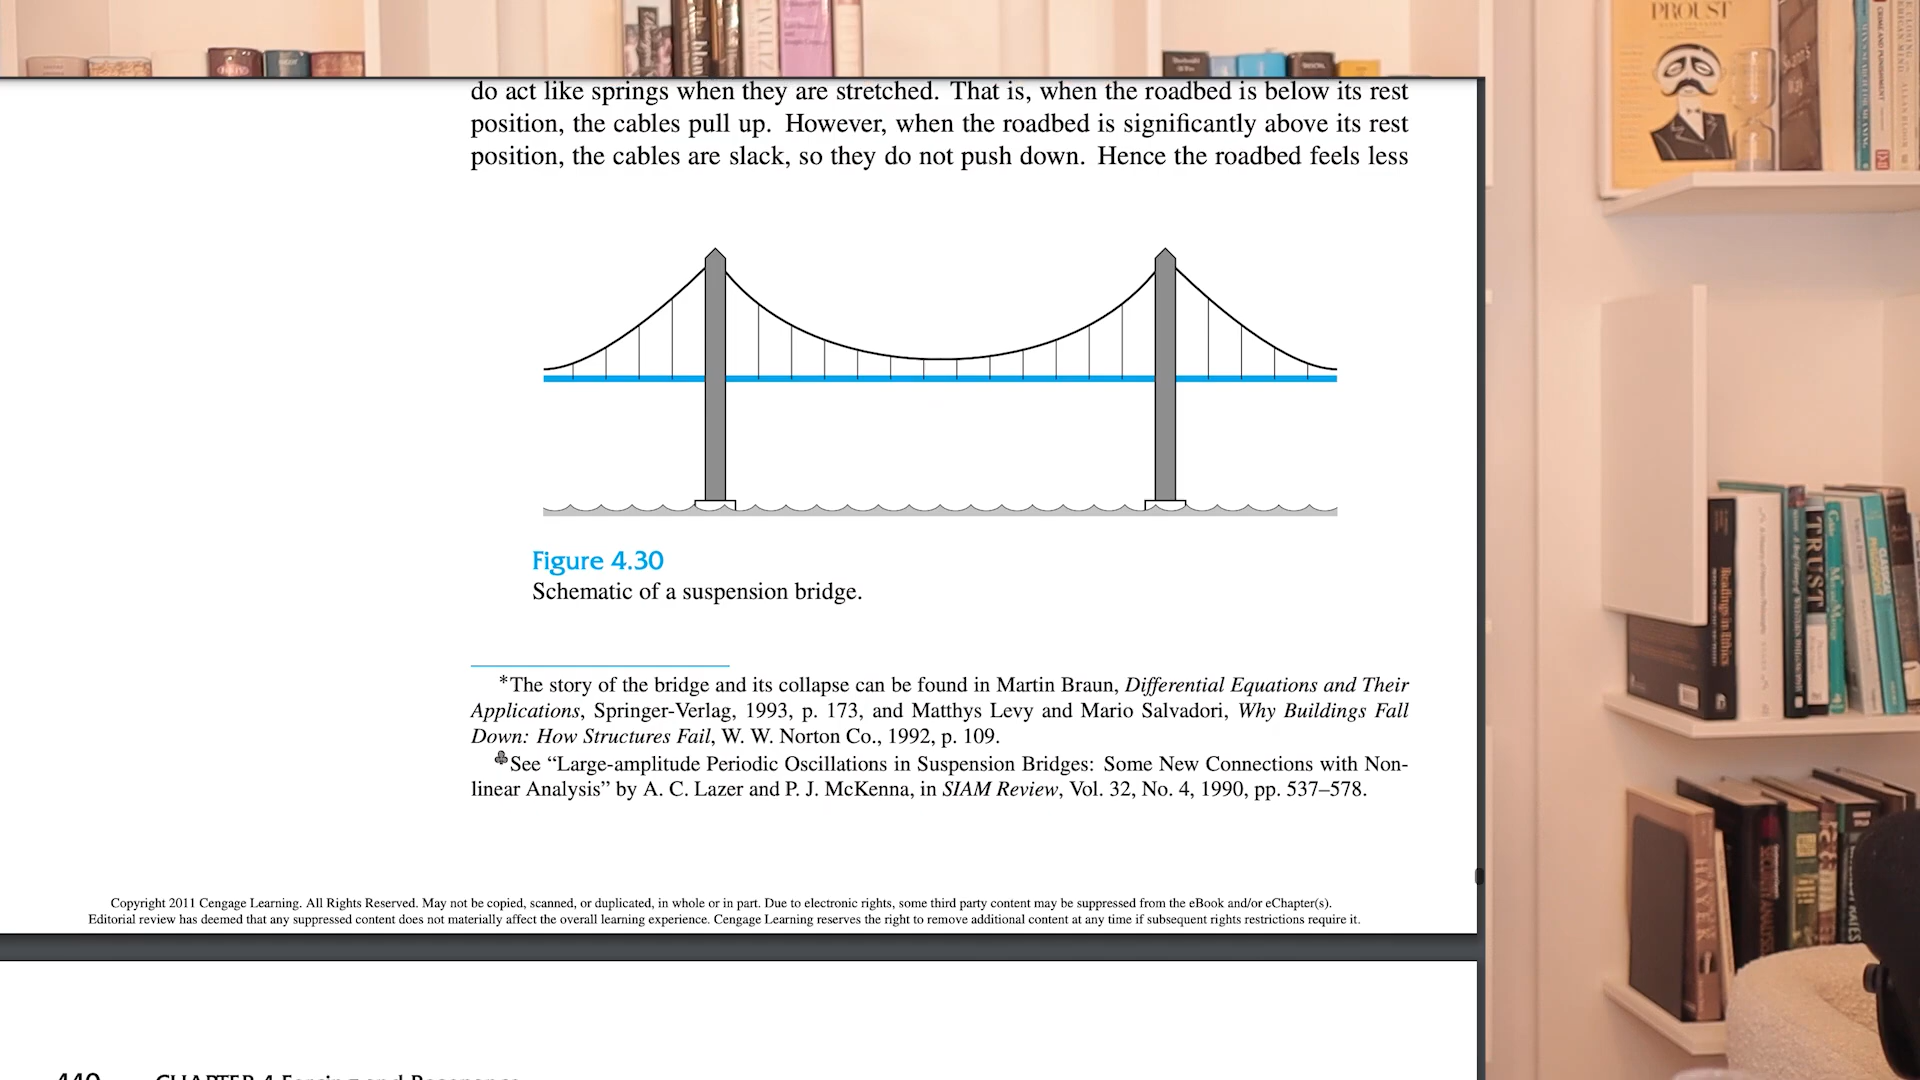 PROUST
do act like springs when they are stretched. That is, when the roadbed is below its rest
position, the cables pull up. However, when the roadbed is significantly above its rest
position, the cables are slack, so they do not push down. Hence the roadbed feels less
Figure 4.30
Schematic of a suspension bridge.
*The story of the bridge and its collapse can be found in Martin Braun, Differential Equations and Their
Applications, Springer-Verlag, 1993, p. 173, and Matthys Levy and Mario Salvadori, Why Buildings Fall
Down: How Structures Fail, W. W. Norton Co., 1992, p. 109.
♣See “Large-amplitude Periodic Oscillations in Suspension Bridges: Some New Connections with Non-
linear Analysis” by A. C. Lazer and P. J. McKenna, in SIAM Review, Vol. 32, No. 4, 1990, pp. 537–578.
Copyright 2011 Cengage Learning. All Rights Reserved. May not be copied, scanned, or duplicated, in whole or in part. Due to electronic rights, some third party content may be suppressed from the eBook and/or eChapter(s).
Editorial review has deemed that any suppressed content does not materially affect the overall learning experience. Cengage Learning reserves the right to remove additional content at any time if subsequent rights restrictions require it.
440 CHAPTER 4 Forcing and Resonance
Readings in Ethics
TRUST
HAYEK